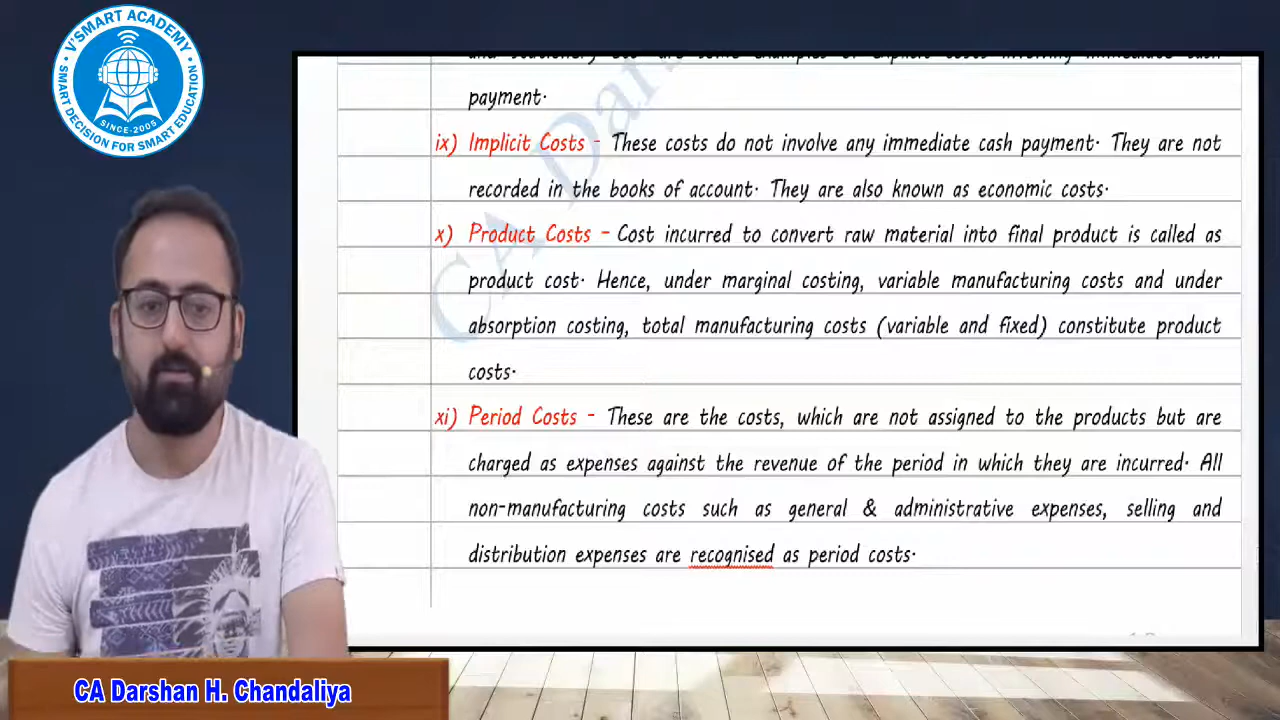 V'SMART ACADEMY
SINCE-2005
SMART DECISION FOR SMART EDUCATION
payment.
ix) Implicit Costs - These costs do not involve any immediate cash payment. They are not
recorded in the books of account. They are also known as economic costs.
x) Product Costs - Cost incurred to convert raw material into final product is called as
product cost. Hence, under marginal costing, variable manufacturing costs and under
absorption costing, total manufacturing costs (variable and fixed) constitute product
costs.
xi) Period Costs - These are the costs, which are not assigned to the products but are
charged as expenses against the revenue of the period in which they are incurred. All
non-manufacturing costs such as general & administrative expenses, selling and
distribution expenses are recognised as period costs.
CA Dars
CA Darshan H. Chandaliya